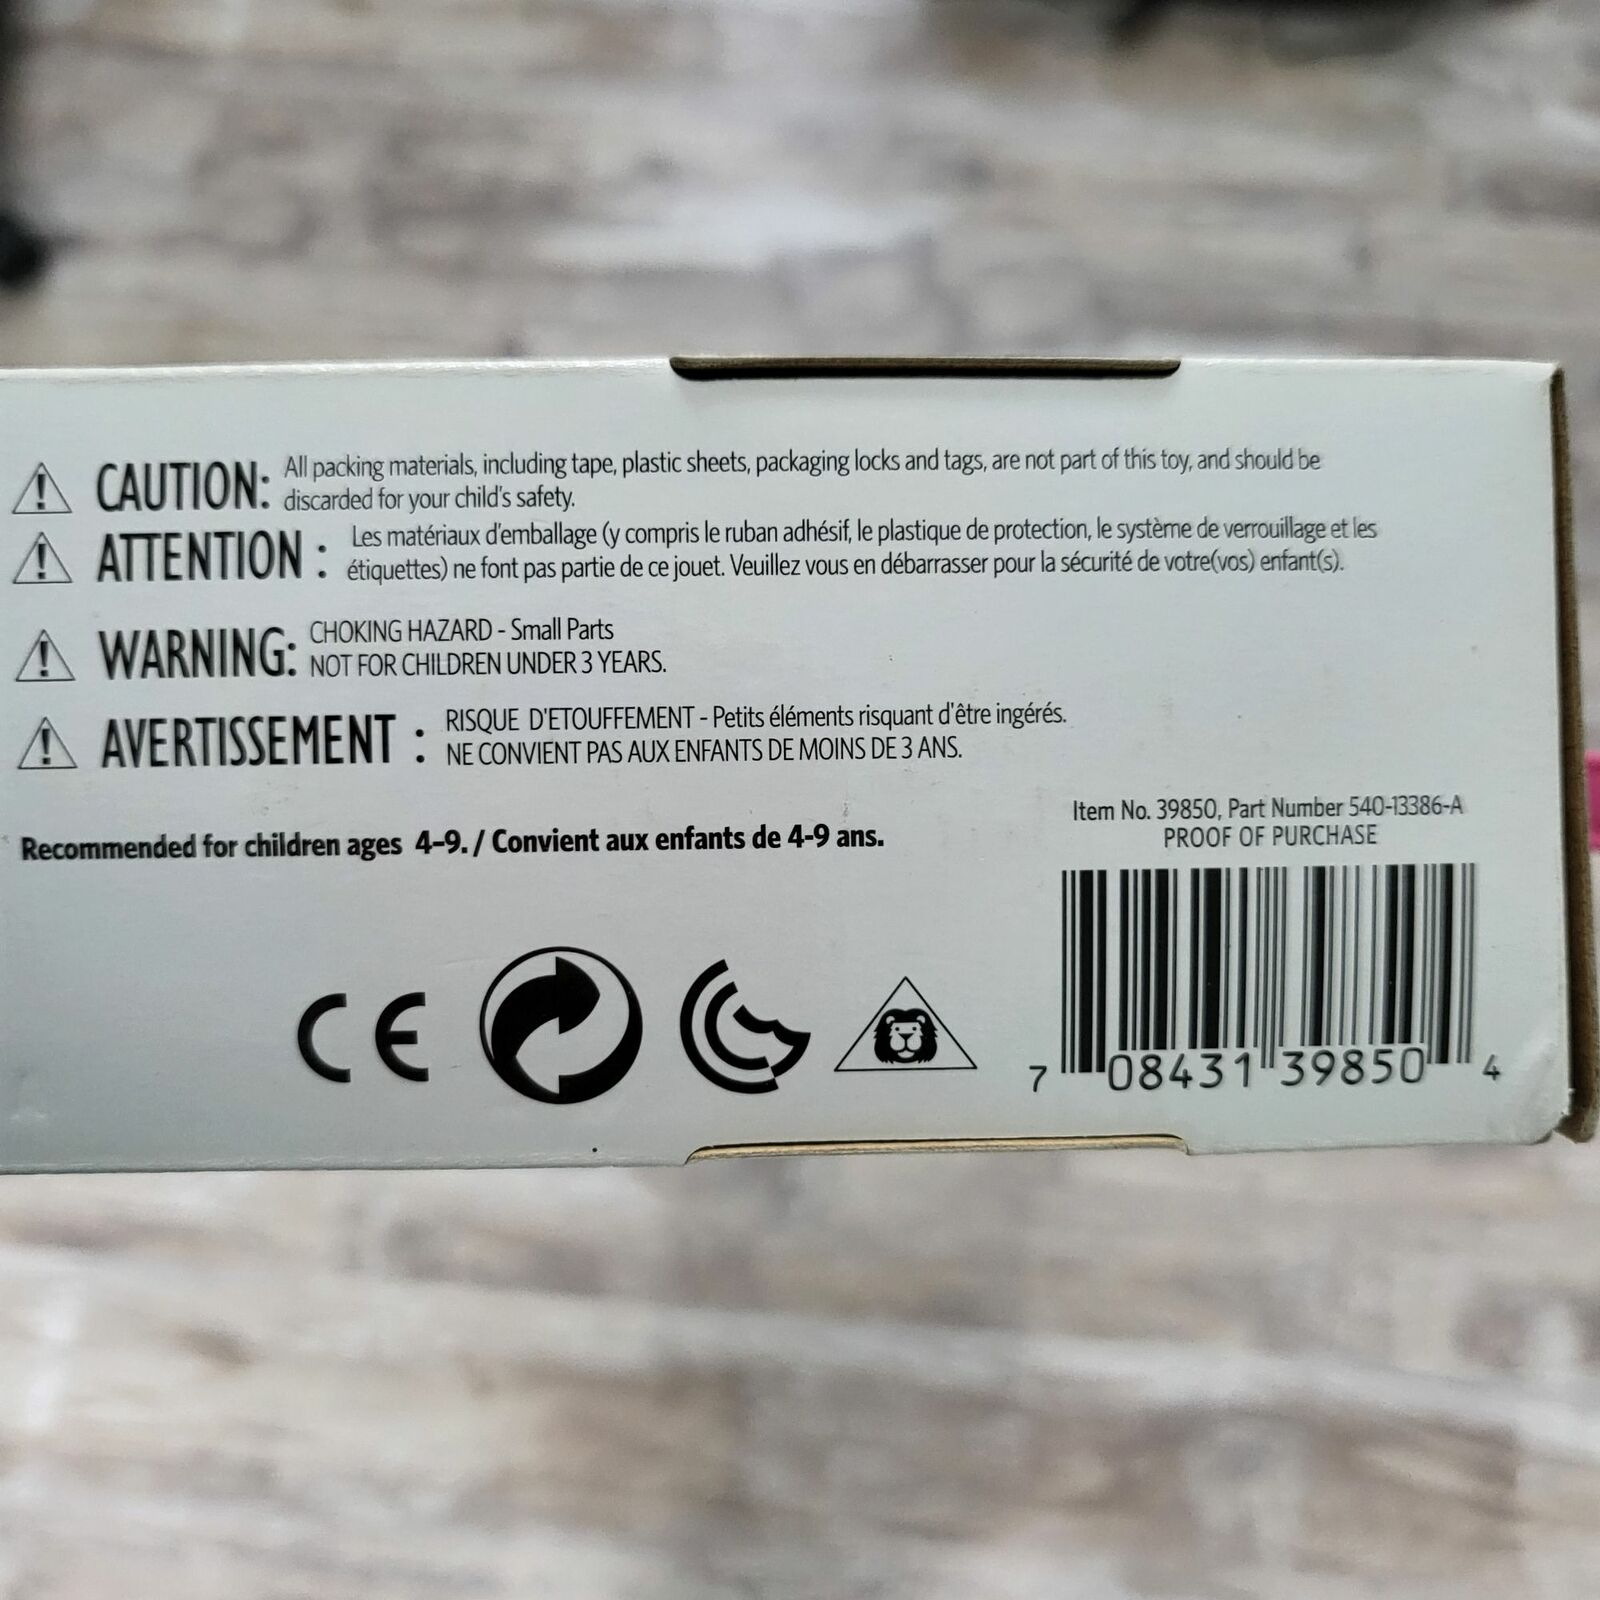 CAUTION: All packing materials, including tape, plastic sheets, packaging locks and tags, are not part of this toy, and should be
discarded for your child's safety.
ATTENTION : Les matériaux d'emballage (y compris le ruban adhésif, le plastique de protection, le système de verrouillage et les
étiquettes) ne font pas partie de ce jouet. Veuillez vous en débarrasser pour la sécurité de votre(vos) enfant(s).
WARNING: CHOKING HAZARD - Small Parts
NOT FOR CHILDREN UNDER 3 YEARS.
AVERTISSEMENT : RISQUE D'ETOUFFEMENT - Petits éléments risquant d'être ingérés.
NE CONVIENT PAS AUX ENFANTS DE MOINS DE 3 ANS.
Recommended for children ages 4-9. / Convient aux enfants de 4-9 ans.
Item No. 39850, Part Number 540-13386-A
PROOF OF PURCHASE
CE
7 08431 39850 4